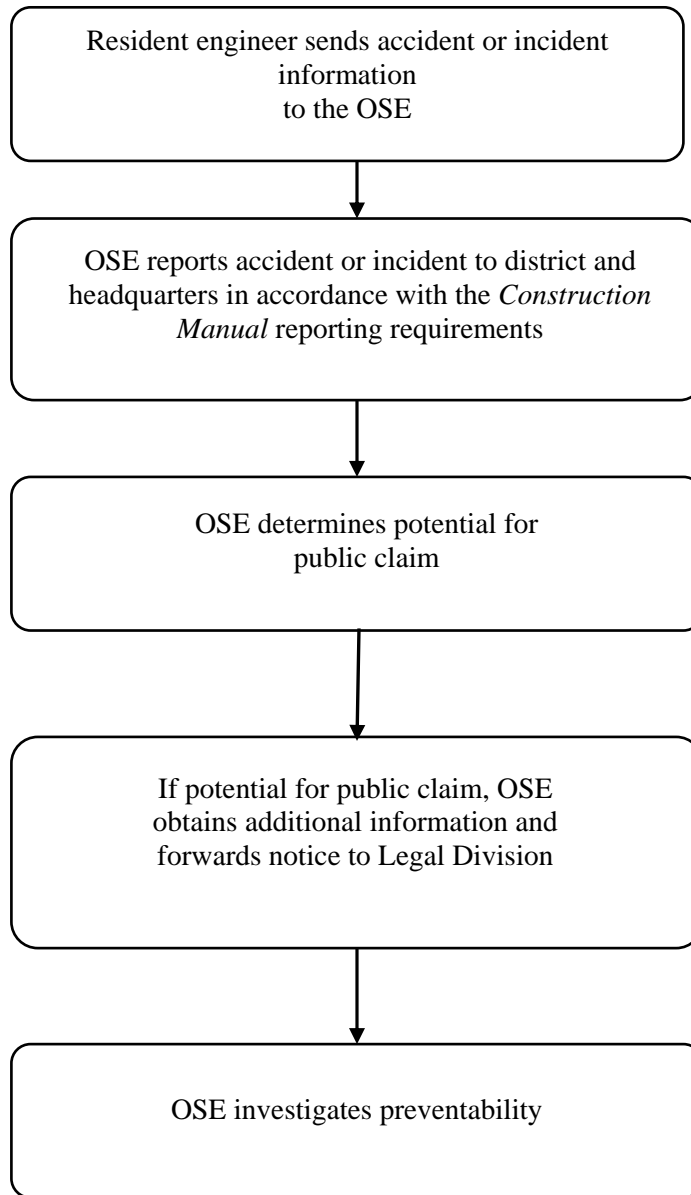 Resident engineer sends accident or incident
information
to the OSE
OSE reports accident or incident to district and
headquarters in accordance with the Construction
Manual reporting requirements
OSE determines potential for
public claim
If potential for public claim, OSE
obtains additional information and
forwards notice to Legal Division
OSE investigates preventability